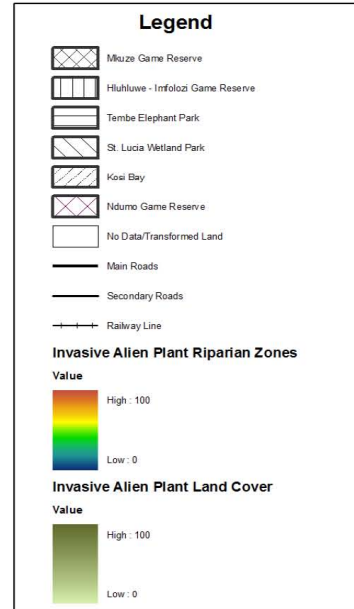 Legend
Mkuze Game Reserve
Hluhluwe - Imfolozi Game Reserve
Tembe Elephant Park
St. Lucia Wetland Park
Kosi Bay
Ndumo Game Reserve
No Data/Transformed Land
Main Roads
Secondary Roads
Railway Line
Invasive Alien Plant Riparian Zones
Value
High : 100
Low : 0
Invasive Alien Plant Land Cover
Value
High : 100
Low : 0